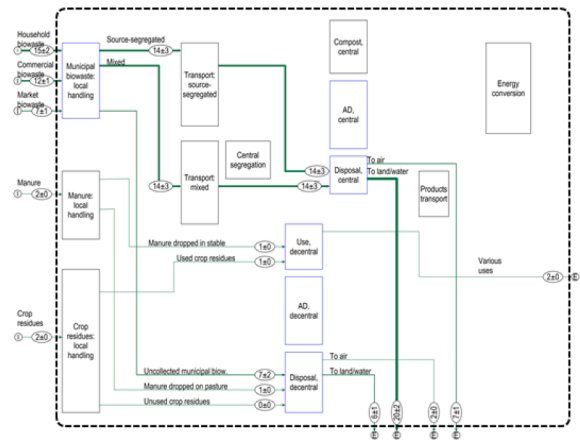 Household
biowaste
15±2
Commercial
biowaste
12±1
Market
biowaste
7±1
Municipal
biowaste:
local
handling
Source-segregated
14±3
Mixed
Transport:
source-
segregated
Compost,
central
AD,
central
Energy
conversion
Central
segregation
Transport:
mixed
14±3
14±3
14±3
Disposal,
central
To air
To land/water
Products
transport
Manure
2±0
Manure:
local
handling
Manure dropped in stable
1±0
Used crop residues
1±0
Use,
decentral
Various
uses
2±0
AD,
decentral
Crop
residues
2±0
Crop
residues:
local
handling
Uncollected municipal biow.
7±2
Manure dropped on pasture
1±0
Unused crop residues
0±0
Disposal,
decentral
To air
To land/water
6±1
20±2
2±0
7±1